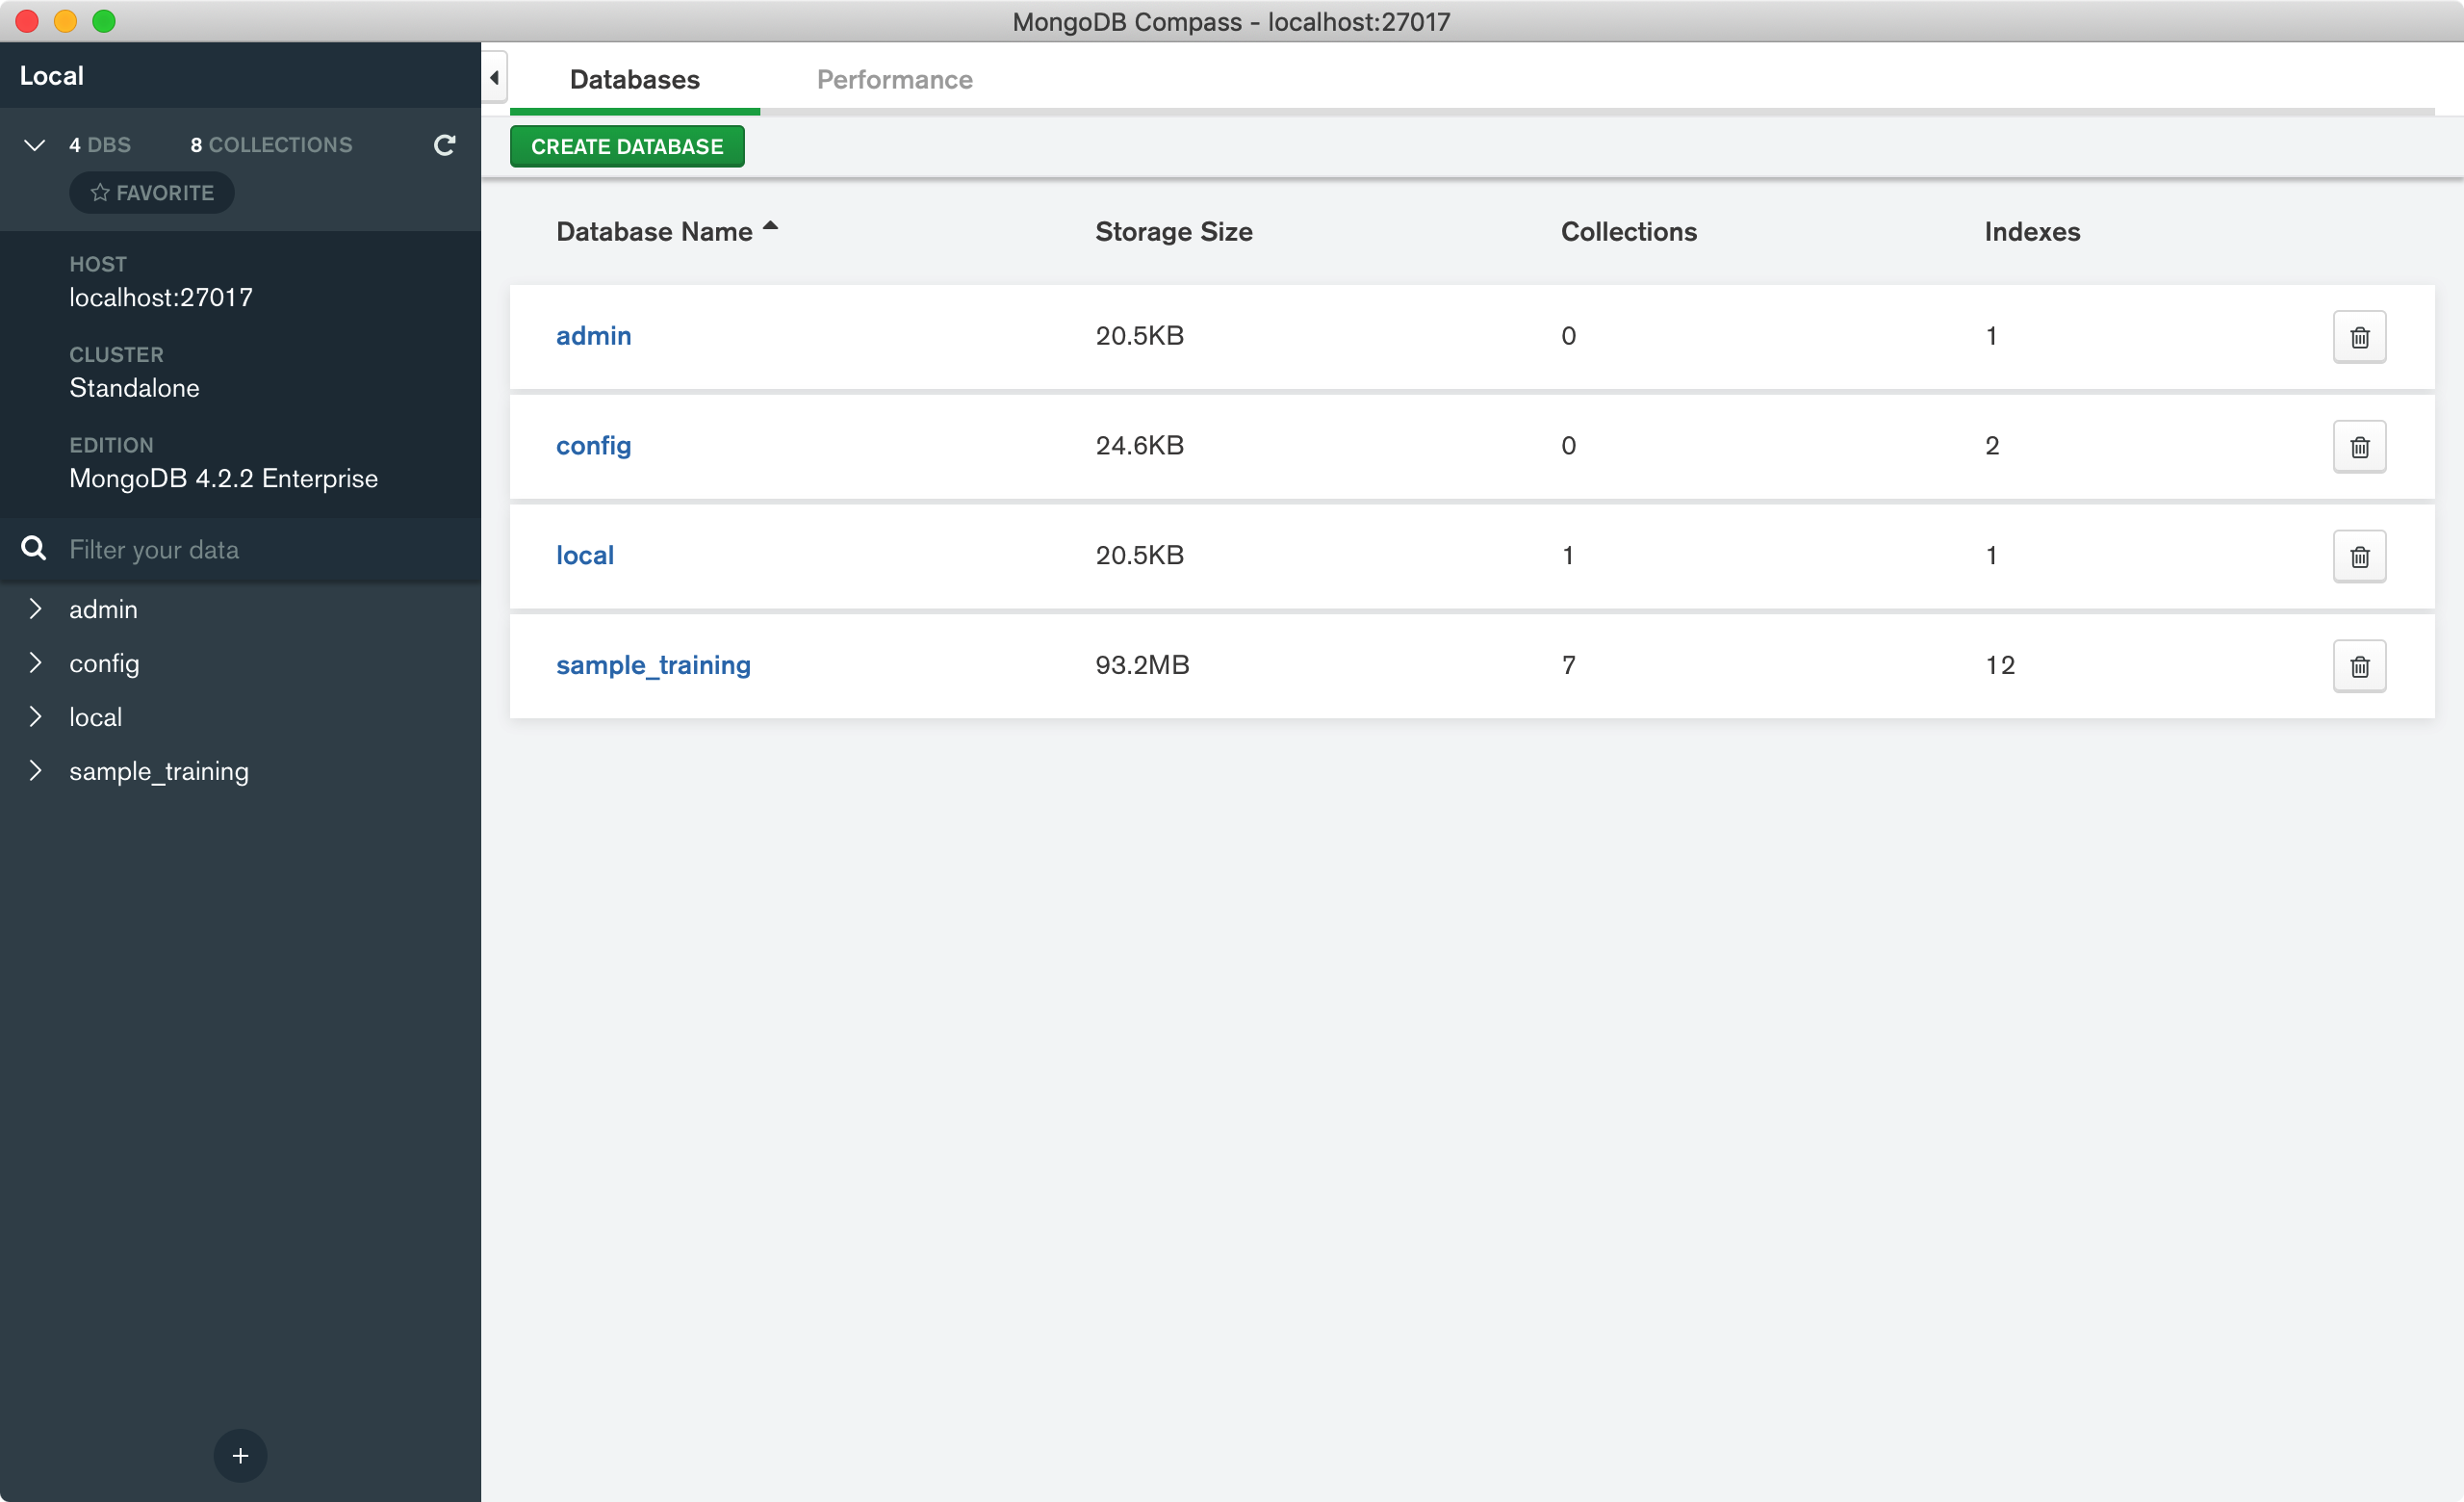 MongoDB Compass - localhost:27017
Local
4 DBS 8 COLLECTIONS
FAVORITE
HOST
localhost:27017
CLUSTER
Standalone
EDITION
MongoDB 4.2.2 Enterprise
Filter your data
admin
config
local
sample_training
Databases Performance
CREATE DATABASE
Database Name Storage Size Collections Indexes
admin 20.5KB 0 1
config 24.6KB 0 2
local 20.5KB 1 1
sample_training 93.2MB 7 12